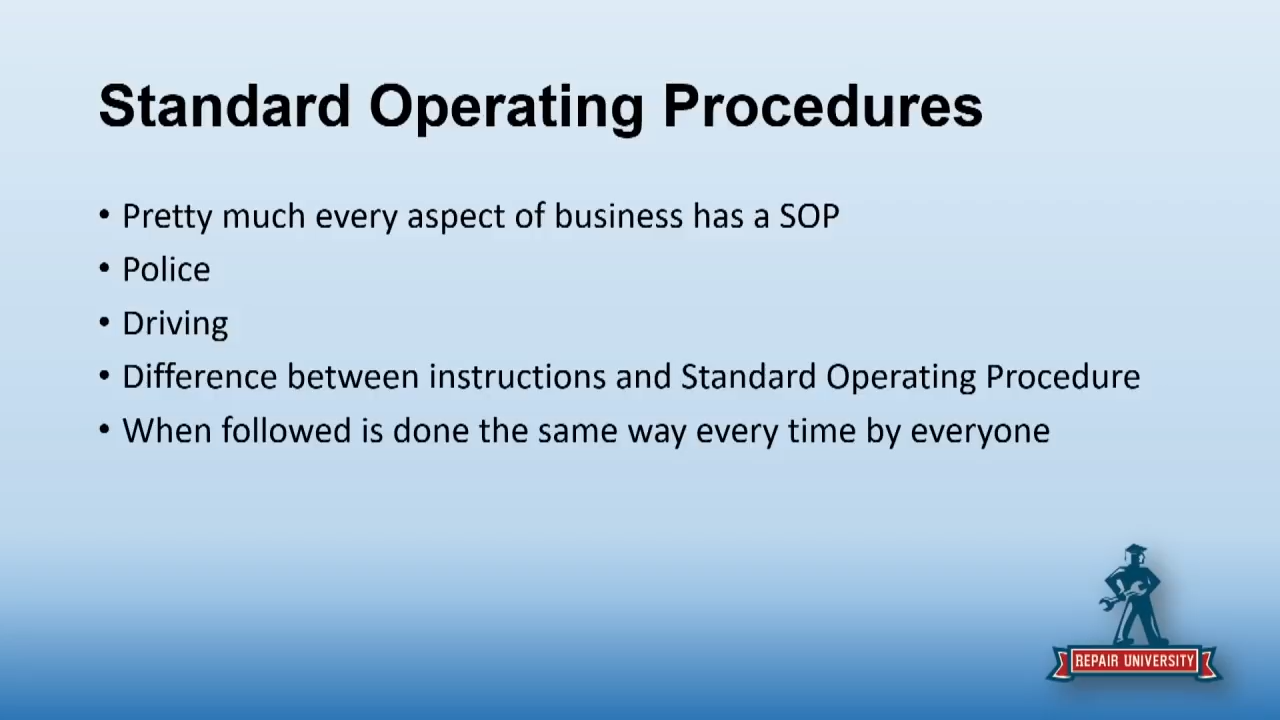 Standard Operating Procedures
• Pretty much every aspect of business has a SOP
• Police
• Driving
• Difference between instructions and Standard Operating Procedure
• When followed is done the same way every time by everyone
REPAIR UNIVERSITY